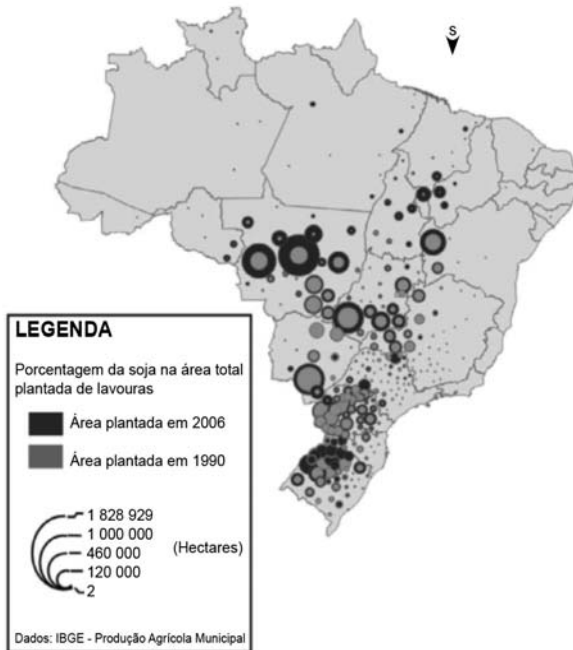 S
LEGENDA
Porcentagem da soja na área total
plantada de lavouras
Área plantada em 2006
Área plantada em 1990
1 828 929
1 000 000
460 000
(Hectares)
120 000
2
Dados: IBGE - Produção Agrícola Municipal